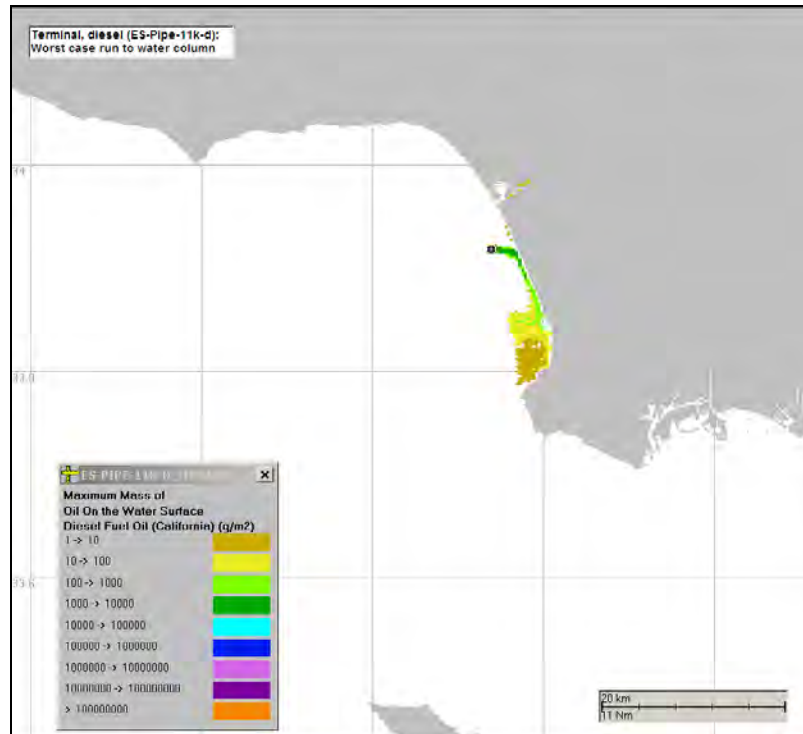 Terminal, diesel (ES-Pipe-11k-d):
Worst case run to water column
34
33.8
33.6
Maximum Mass of
Oil On the Water Surface
Diesel Fuel Oil (California) (g/m2)
1 -> 10
10 -> 100
100 -> 1000
1000 -> 10000
10000 -> 100000
100000 -> 1000000
1000000 -> 10000000
10000000 -> 100000000
> 100000000
20 km
11 Nm